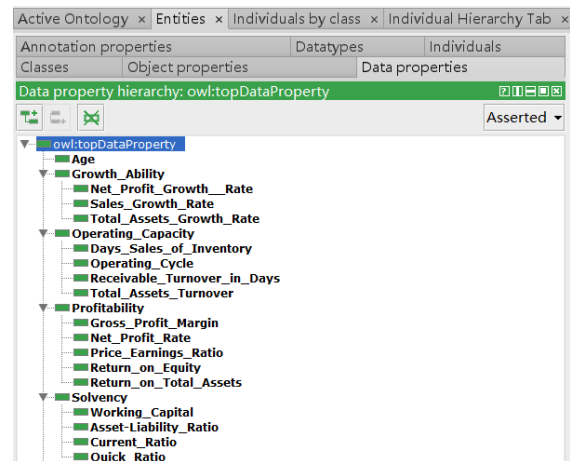 Active Ontology × Entities × Individuals by class × Individual Hierarchy Tab ×
Annotation properties Datatypes Individuals
Classes Object properties Data properties
Data property hierarchy: owl:topDataProperty
Asserted
owl:topDataProperty
Age
Growth_Ability
Net_Profit_Growth__Rate
Sales_Growth_Rate
Total_Assets_Growth_Rate
Operating_Capacity
Days_Sales_of_Inventory
Operating_Cycle
Receivable_Turnover_in_Days
Total_Assets_Turnover
Profitability
Gross_Profit_Margin
Net_Profit_Rate
Price_Earnings_Ratio
Return_on_Equity
Return_on_Total_Assets
Solvency
Working_Capital
Asset-Liability_Ratio
Current_Ratio
Quick_Ratio